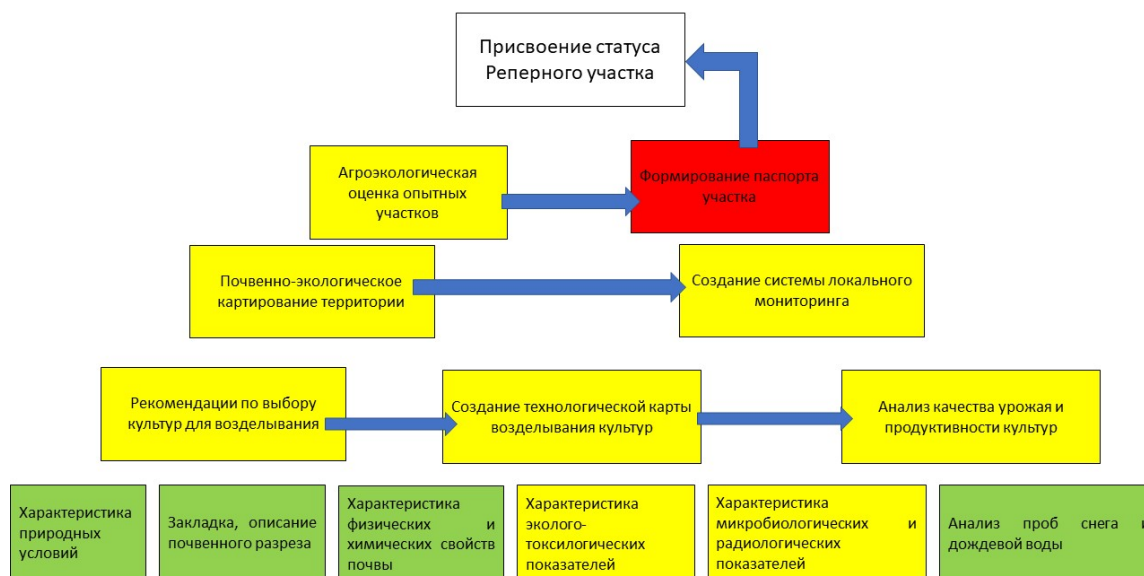 Присвоение статуса
Реперного участка
Агроэкологическая
оценка опытных
участков
Формирование паспорта
участка
Почвенно-экологическое
картирование территории
Создание системы локального
мониторинга
Рекомендации по выбору
культур для возделывания
Создание технологической карты
возделывания культур
Анализ качества урожая и
продуктивности культур
Характеристика
природных
условий
Закладка, описание
почвенного разреза
Характеристика
физических и
химических свойств
почвы
Характеристика
эколого-
токсилогических
показателей
Характеристика
микробиологических и
радиологических
показателей
Анализ проб снега и
дождевой воды